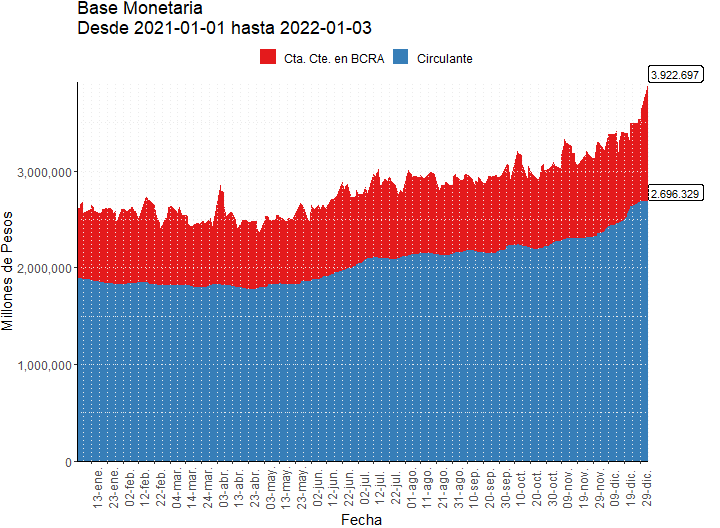 Base Monetaria
Desde 2021-01-01 hasta 2022-01-03
Cta. Cte. en BCRA
Circulante
3.922.697
2.696.329
Millones de Pesos
3,000,000
2,000,000
1,000,000
0
13-ene.
23-ene.
02-feb.
12-feb.
22-feb.
04-mar.
14-mar.
24-mar.
03-abr.
13-abr.
23-abr.
03-may.
13-may.
23-may.
02-jun.
12-jun.
22-jun.
02-jul.
12-jul.
22-jul.
01-ago.
11-ago.
21-ago.
31-ago.
10-sep.
20-sep.
30-sep.
10-oct.
20-oct.
30-oct.
09-nov.
19-nov.
29-nov.
09-dic.
19-dic.
29-dic.
Fecha